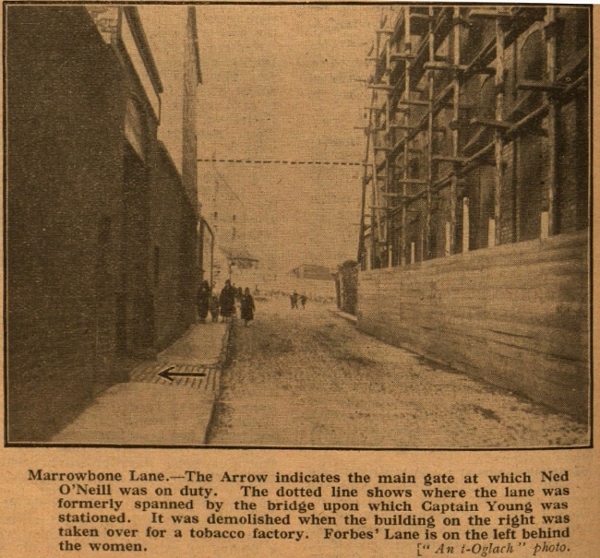 Marrowbone Lane.—The Arrow indicates the main gate at which Ned
O'Neill was on duty. The dotted line shows where the lane was
formerly spanned by the bridge upon which Captain Young was
stationed. It was demolished when the building on the right was
taken over for a tobacco factory. Forbes' Lane is on the left behind
the women. [" An t-Oglach " photo.